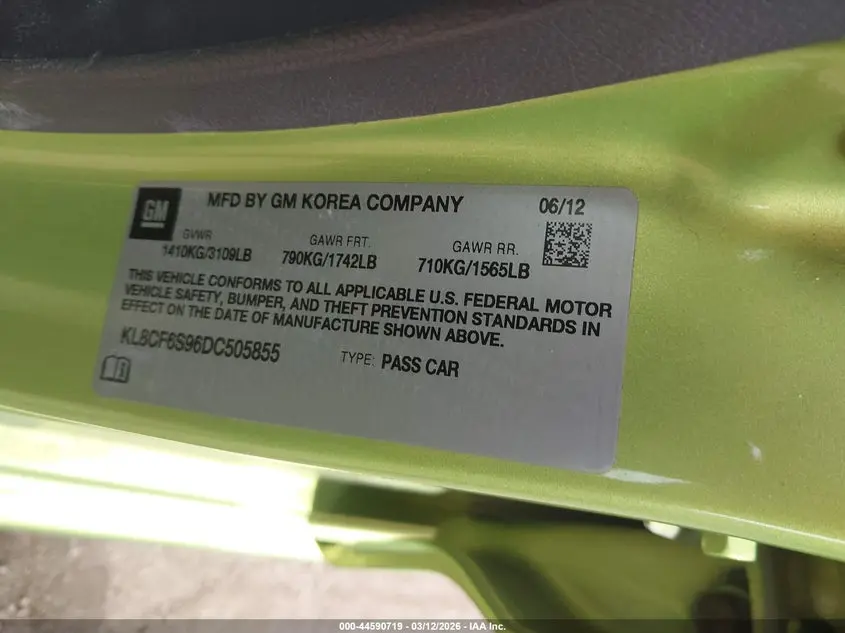 GM
MFD BY GM KOREA COMPANY 06/12
GVWR GAWR FRT. GAWR RR.
1410KG/3109LB 790KG/1742LB 710KG/1565LB
THIS VEHICLE CONFORMS TO ALL APPLICABLE U.S. FEDERAL MOTOR
VEHICLE SAFETY, BUMPER, AND THEFT PREVENTION STANDARDS IN
EFFECT ON THE DATE OF MANUFACTURE SHOWN ABOVE.
KL8CF6S96DC505855 TYPE: PASS CAR
000-44590719 - 03/12/2026 - IAA Inc.